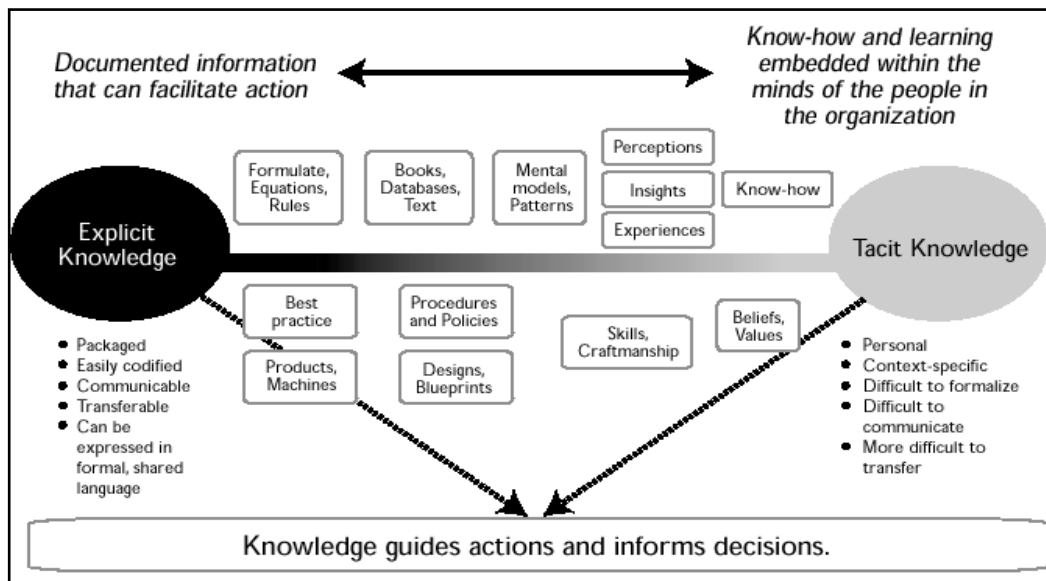 Documented information
that can facilitate action
Know-how and learning
embedded within the
minds of the people in
the organization
Formulate,
Equations,
Rules
Books,
Databases,
Text
Mental
models,
Patterns
Perceptions
Insights
Experiences
Know-how
Explicit
Knowledge
Tacit Knowledge
Best
practice
Procedures
and Policies
Skills,
Craftmanship
Beliefs,
Values
Products,
Machines
Designs,
Blueprints
• Packaged
• Easily codified
• Communicable
• Transferable
• Can be
expressed in
formal, shared
language
• Personal
• Context-specific
• Difficult to formalize
• Difficult to
communicate
• More difficult to
transfer
Knowledge guides actions and informs decisions.